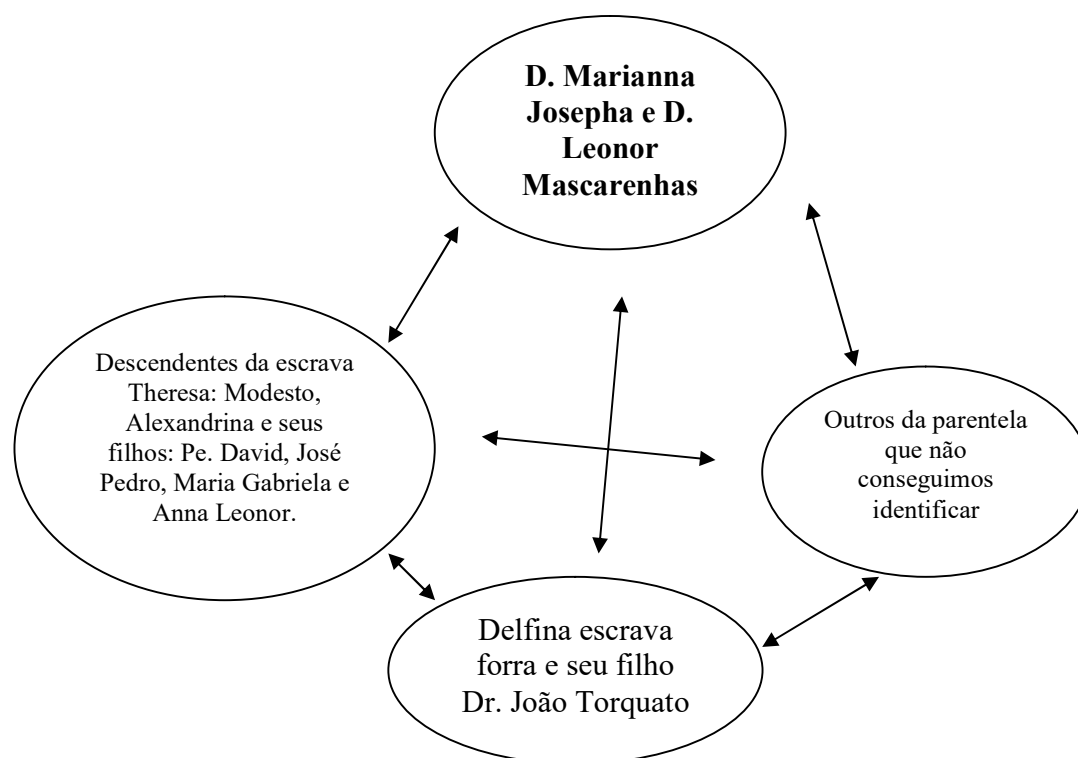 D. Marianna
Josepha e D.
Leonor
Mascarenhas
Descendentes da escrava
Theresa: Modesto,
Alexandrina e seus
filhos: Pe. David, José
Pedro, Maria Gabriela e
Anna Leonor.
Outros da parentela
que não
conseguimos
identificar
Delfina escrava
forra e seu filho
Dr. João Torquato